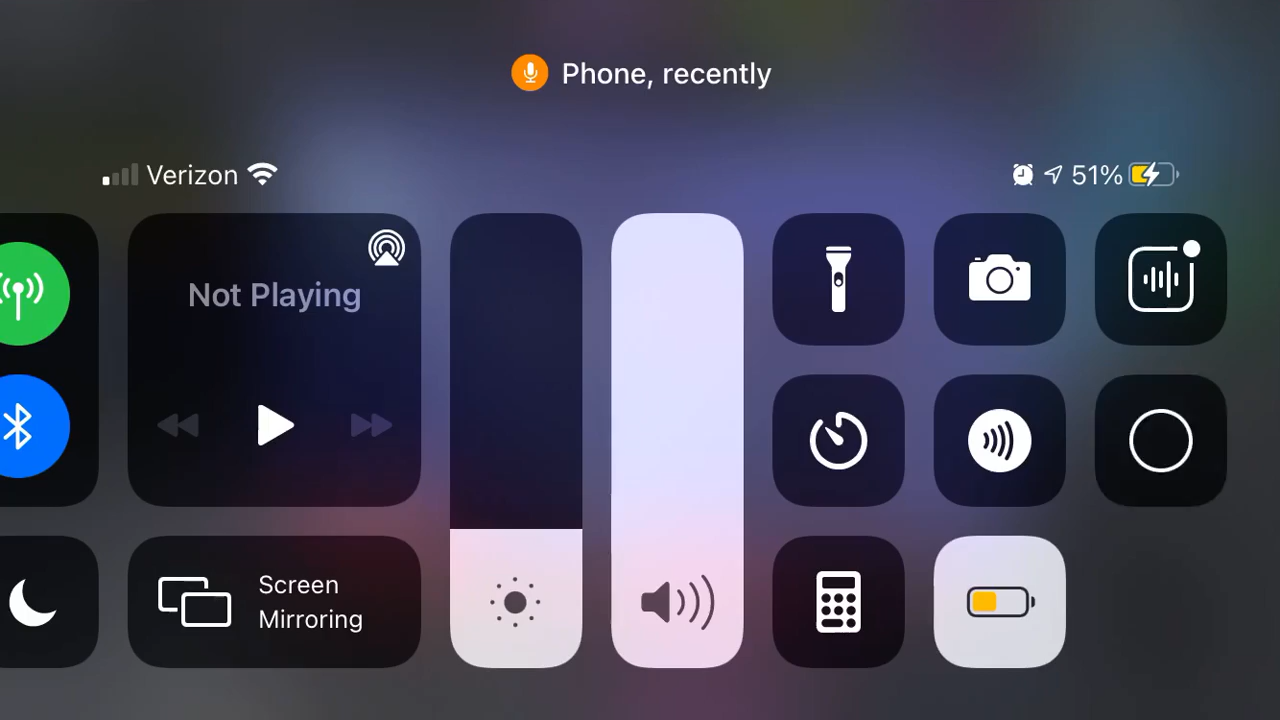 Phone, recently
Verizon
51%
Not Playing
Screen
Mirroring